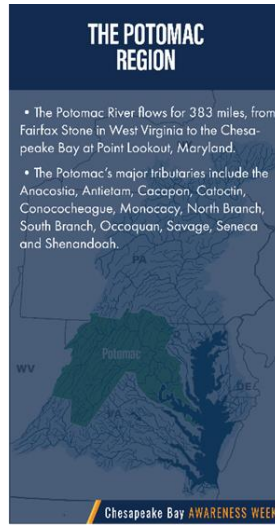 THE POTOMAC
REGION
• The Potomac River flows for 383 miles, from
Fairfax Stone in West Virginia to the Chesa-
peake Bay at Point Lookout, Maryland.
• The Potomac's major tributaries include the
Anacostia, Antietam, Cacapon, Catoctin,
Conococheague, Monocacy, North Branch,
South Branch, Occoquan, Savage, Seneca
and Shenandoah.
PA
Potomac
WV
DE
VA
Chesapeake Bay AWARENESS WEEK